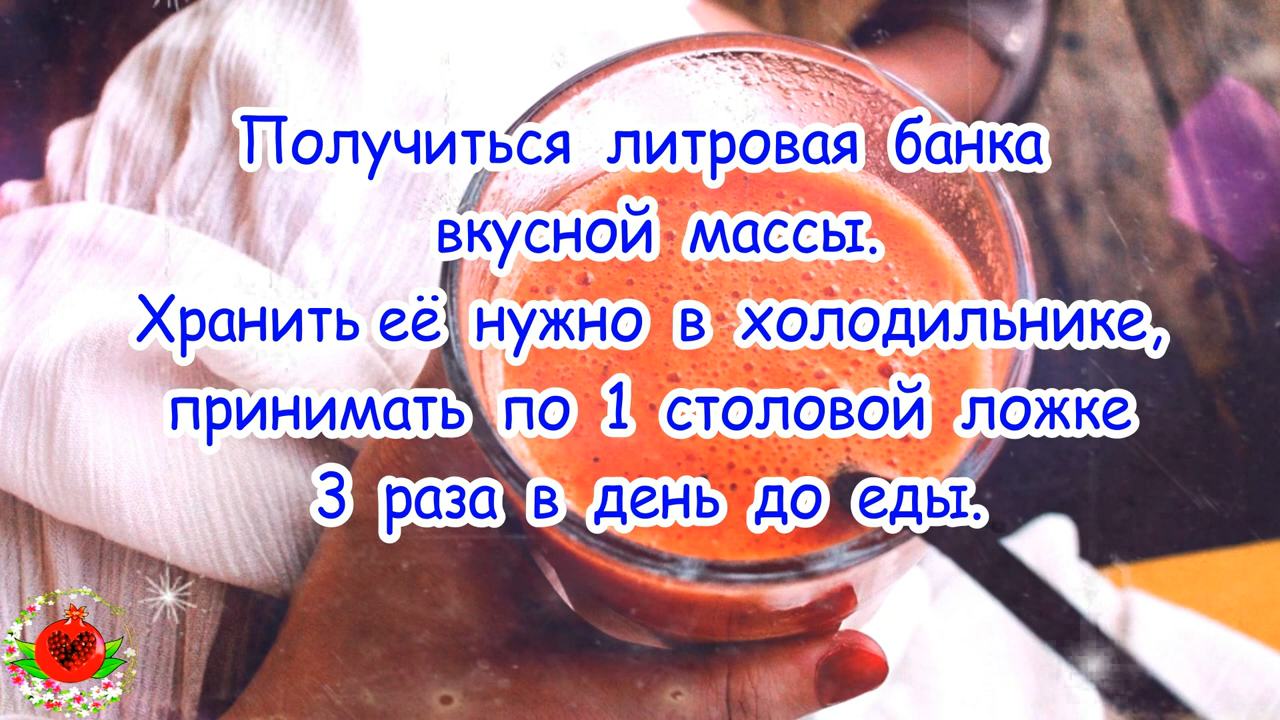 Получиться литровая банка
вкусной массы.
Хранить её нужно в холодильнике,
принимать по 1 столовой ложке
3 раза в день до еды.